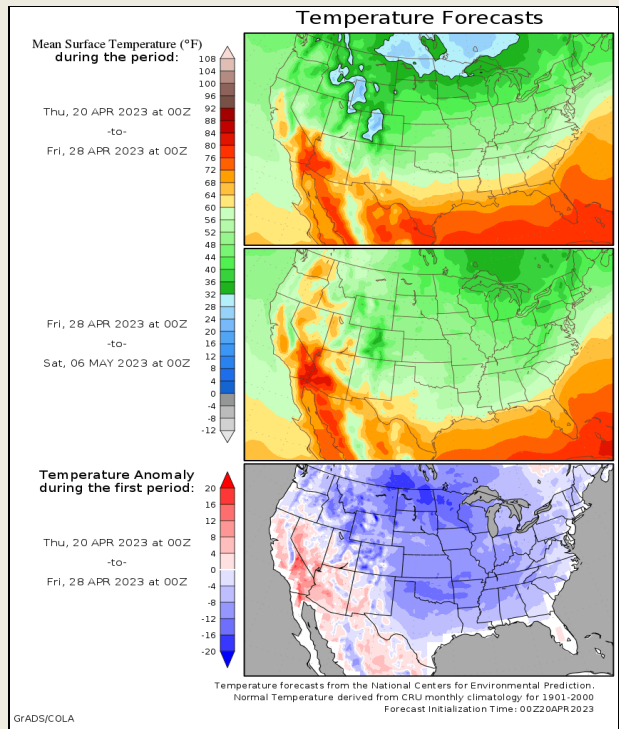 Temperature Forecasts
Mean Surface Temperature (°F)
during the period:
Thu, 20 APR 2023 at 00Z
-to-
Fri, 28 APR 2023 at 00Z
108
104
100
96
92
88
84
80
76
72
68
64
60
56
52
48
44
40
36
32
28
24
20
16
12
8
4
0
-4
-8
-12
Fri, 28 APR 2023 at 00Z
-to-
Sat, 06 MAY 2023 at 00Z
Temperature Anomaly
during the first period:
Thu, 20 APR 2023 at 00Z
-to-
Fri, 28 APR 2023 at 00Z
20
16
12
8
4
0
-4
-8
-12
-16
-20
Temperature forecasts from the National Centers for Environmental Prediction.
Normal Temperature derived from CRU monthly climatology for 1901-2000
Forecast Initialization Time: 00Z20APR2023
GrADS/COLA